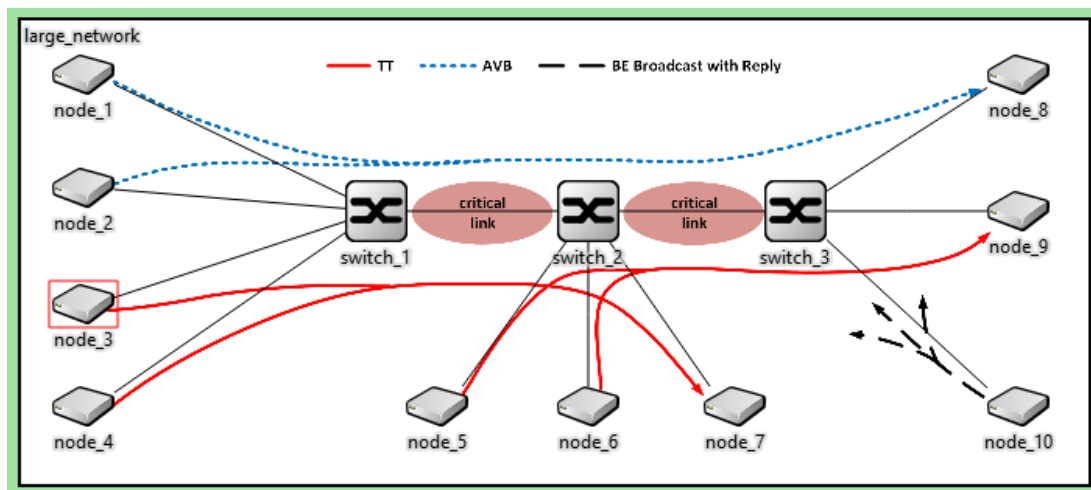 large_network
TT
AVB
BE Broadcast with Reply
node_1
node_8
node_2
critical
link
critical
link
node_9
switch_1
switch_2
switch_3
node_3
node_4
node_5
node_6
node_7
node_10